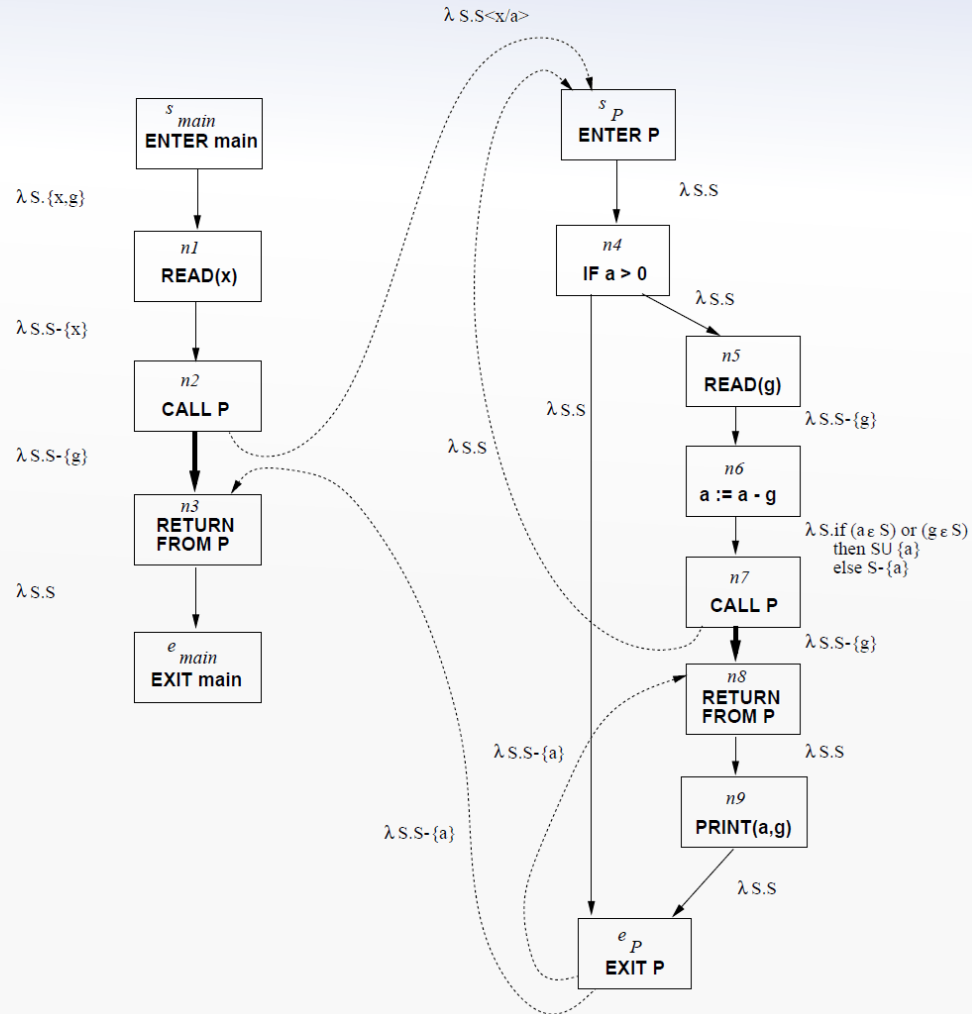 λ S.S<x/a>
s main
ENTER main
λ S.{x,g}
n1
READ(x)
λ S.S-{x}
n2
CALL P
λ S.S-{g}
n3
RETURN
FROM P
λ S.S
e main
EXIT main
s P
ENTER P
λ S.S
n4
IF a > 0
λ S.S
n5
READ(g)
λ S.S
λ S.S
λ S.S-{g}
n6
a := a - g
λ S.if (a ε S) or (g ε S)
then SU {a}
else S-{a}
n7
CALL P
λ S.S-{g}
n8
RETURN
FROM P
λ S.S-{a}
λ S.S
n9
PRINT(a,g)
λ S.S-{a}
λ S.S
e P
EXIT P